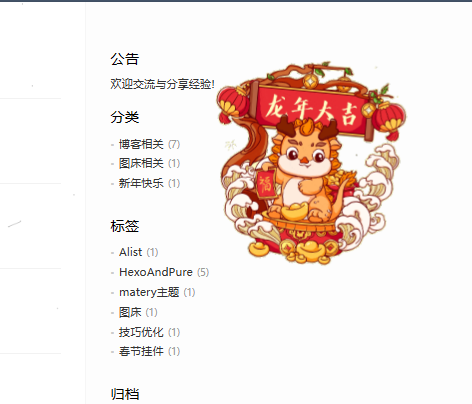 公告
欢迎交流与分享经验!
龙年大吉
福
分类
- 博客相关 (7)
- 图床相关 (1)
- 新年快乐 (1)
标签
- Alist (1)
- HexoAndPure (5)
- matery主题 (1)
- 图床 (1)
- 技巧优化 (1)
- 春节挂件 (1)
归档